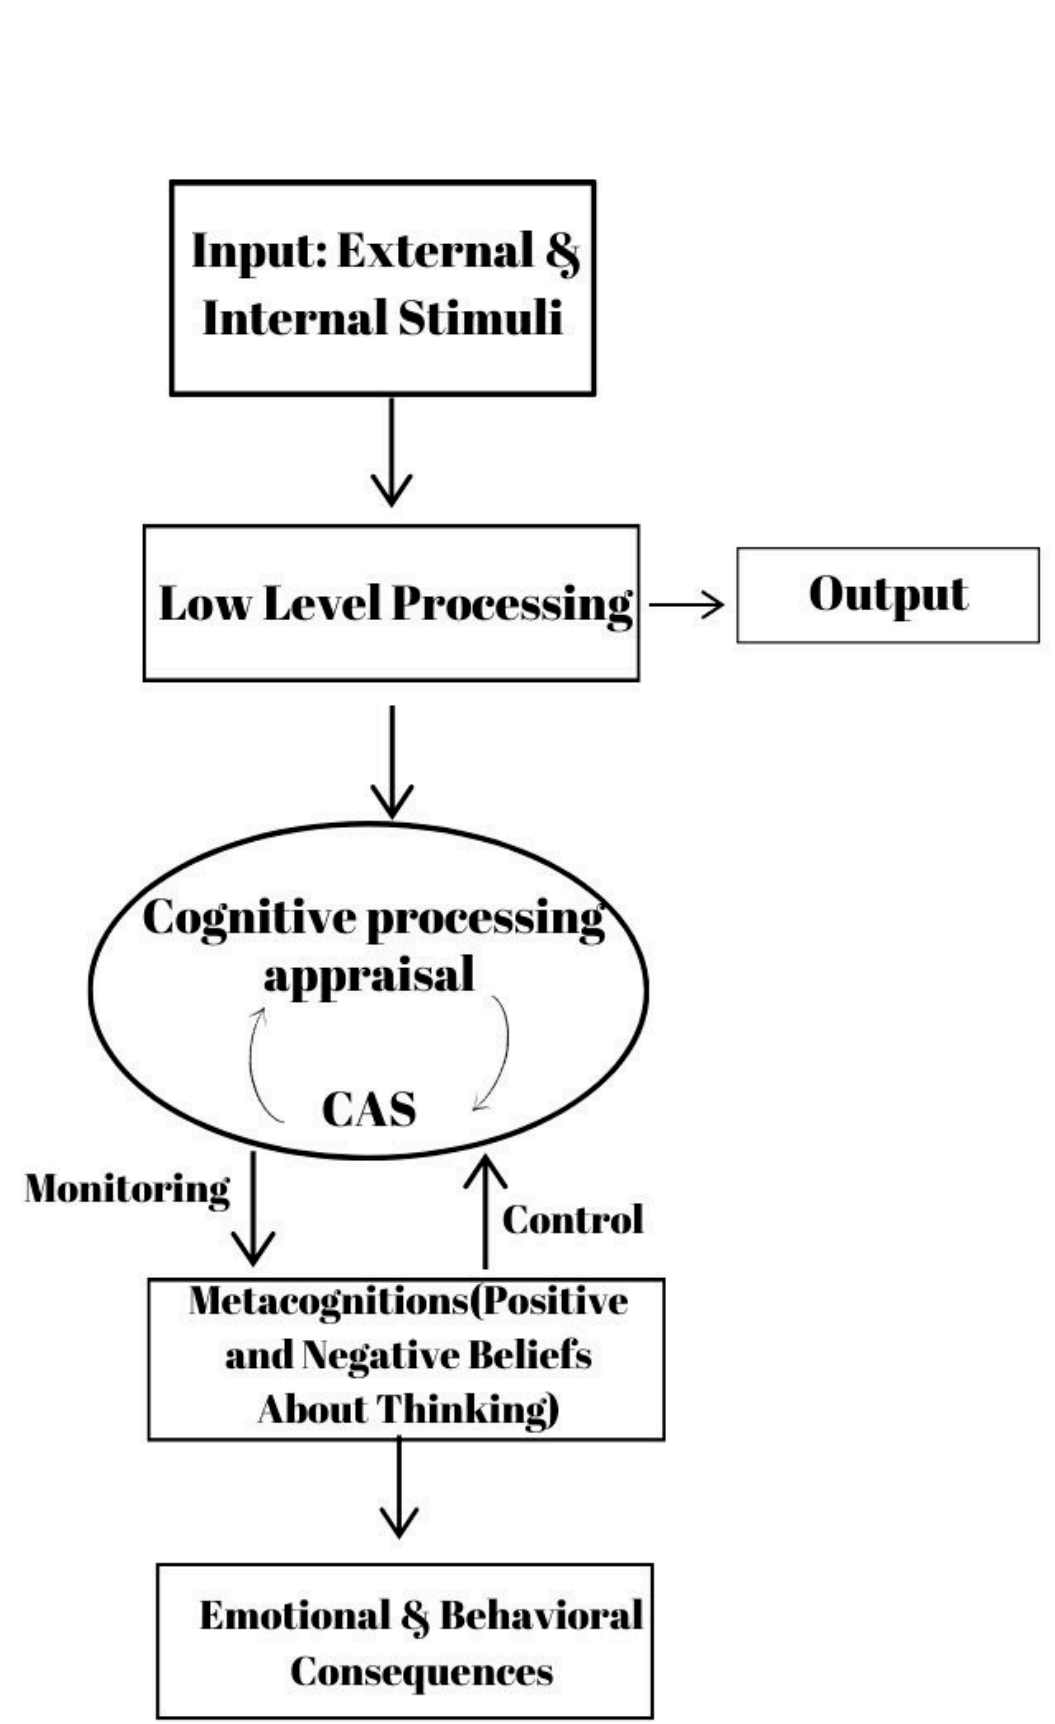 Input: External &
Internal Stimuli
Low Level Processing
Output
Cognitive processing
appraisal
CAS
Monitoring
Control
Metacognitions(Positive
and Negative Beliefs
About Thinking)
Emotional & Behavioral
Consequences